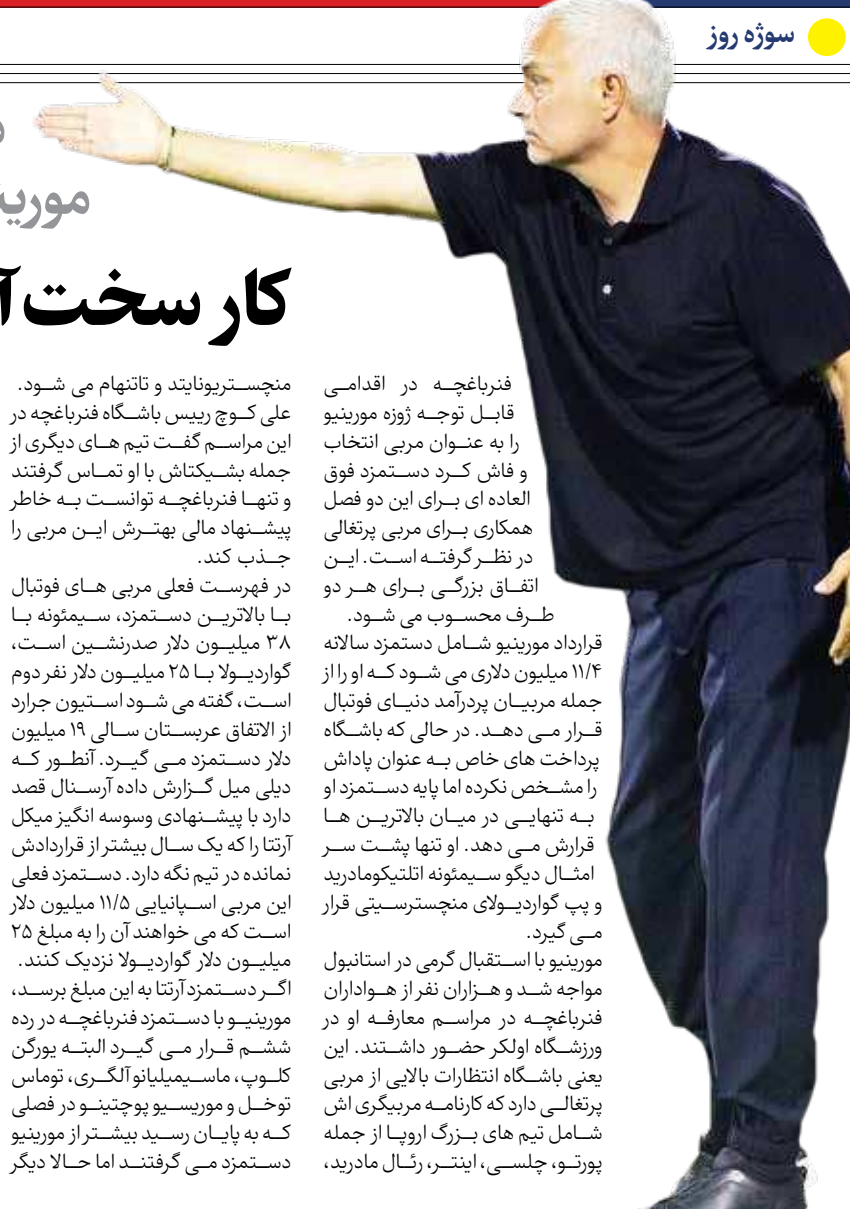 سوژه روز
موری
کار سخت آ
فنرباغچه در اقدامی
قابل توجه ژوزه مورینیو
را به عنوان مربی انتخاب
و فاش کرد دستمزد فوق
العاده ای برای این دو فصل
همکاری برای مربی پرتغالی
در نظر گرفته است. این
اتفاق بزرگی برای هر دو
طرف محسوب می شود.
قرارداد مورینیو شامل دستمزد سالانه
۱۱/۴ میلیون دلاری می شود که او را از
جمله مربیان پردرآمد دنیای فوتبال
قرار می دهد. در حالی که باشگاه
پرداخت های خاص به عنوان پاداش
را مشخص نکرده اما پایه دستمزد او
به تنهایی در میان بالاترین ها
قرارش می دهد. او تنها پشت سر
امثال دیگو سیمئونه اتلتیکومادرید
و پپ گواردیولای منچسترسیتی قرار
می گیرد.
مورینیو با استقبال گرمی در استانبول
مواجه شد و هزاران نفر از هواداران
فنرباغچه در مراسم معارفه او در
ورزشگاه اولکر حضور داشتند. این
یعنی باشگاه انتظارات بالایی از مربی
پرتغالی دارد که کارنامه مربیگری اش
شامل تیم های بزرگ اروپا از جمله
پورتو، چلسی، اینتر، رئال مادرید،
منچستریونایتد و تاتنهام می شود.
علی کوچ رییس باشگاه فنرباغچه در
این مراسم گفت تیم های دیگری از
جمله بشیکتاش با او تماس گرفتند
و تنها فنرباغچه توانست به خاطر
پیشنهاد مالی بهترش این مربی را
جذب کند.
در فهرست فعلی مربی های فوتبال
با بالاترین دستمزد، سیمئونه با
۳۸ میلیون دلار صدرنشین است،
گواردیولا با ۲۵ میلیون دلار نفر دوم
است، گفته می شود استیون جرارد
از الاتفاق عربستان سالی ۱۹ میلیون
دلار دستمزد می گیرد. آنطور که
دیلی میل گزارش داده آرسنال قصد
دارد با پیشنهادی وسوسه انگیز میکل
آرتتا را که یک سال بیشتر از قراردادش
نمانده در تیم نگه دارد. دستمزد فعلی
این مربی اسپانیایی ۱۱/۵ میلیون دلار
است که می خواهند آن را به مبلغ ۲۵
میلیون دلار گواردیولا نزدیک کنند.
اگر دستمزد آرتتا به این مبلغ برسد،
مورینیو با دستمزد فنرباغچه در رده
ششم قرار می گیرد البته یورگن
کلوپ، ماسیمیلیانو آلگری، توماس
توخل و موریسیو پوچتینو در فصلی
که به پایان رسید بیشتر از مورینیو
دستمزد می گرفتند اما حالا دیگر